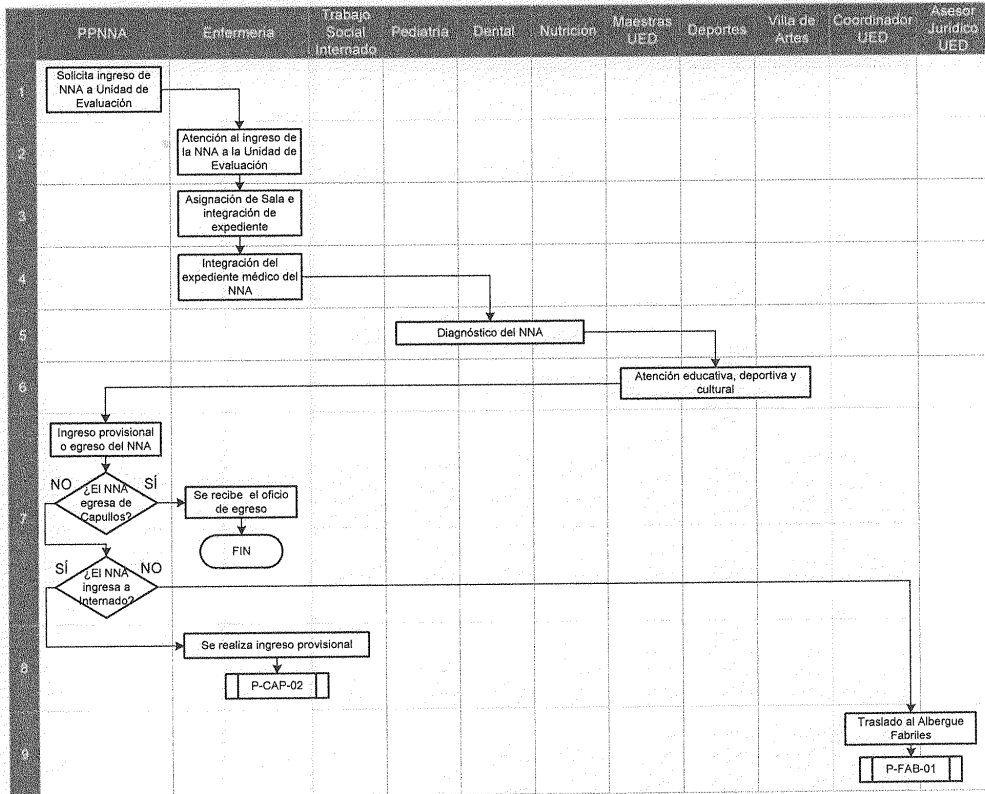 PPNNA
Enfermería
Trabajo
Social
Internado
Pediatría
Dental
Nutrición
Maestras
UED
Deportes
Villa de
Artes
Coordinador
UED
Asesor
Jurídico
UED
1
Solicita ingreso de
NNA a Unidad de
Evaluación
2
Atención al ingreso de
la NNA a la Unidad de
Evaluación
3
Asignación de Sala e
integración de
expediente
4
Integración del
expediente médico del
NNA
5
Diagnóstico del NNA
6
Atención educativa, deportiva y
cultural
Ingreso provisional
o egreso del NNA
7
NO
¿El NNA
egresa de
Capullos?
SÍ
Se recibe el oficio
de egreso
FIN
SÍ
¿El NNA
ingresa a
Internado?
NO
8
Se realiza ingreso provisional
P-CAP-02
9
Traslado al Albergue
Fabriles
P-FAB-01